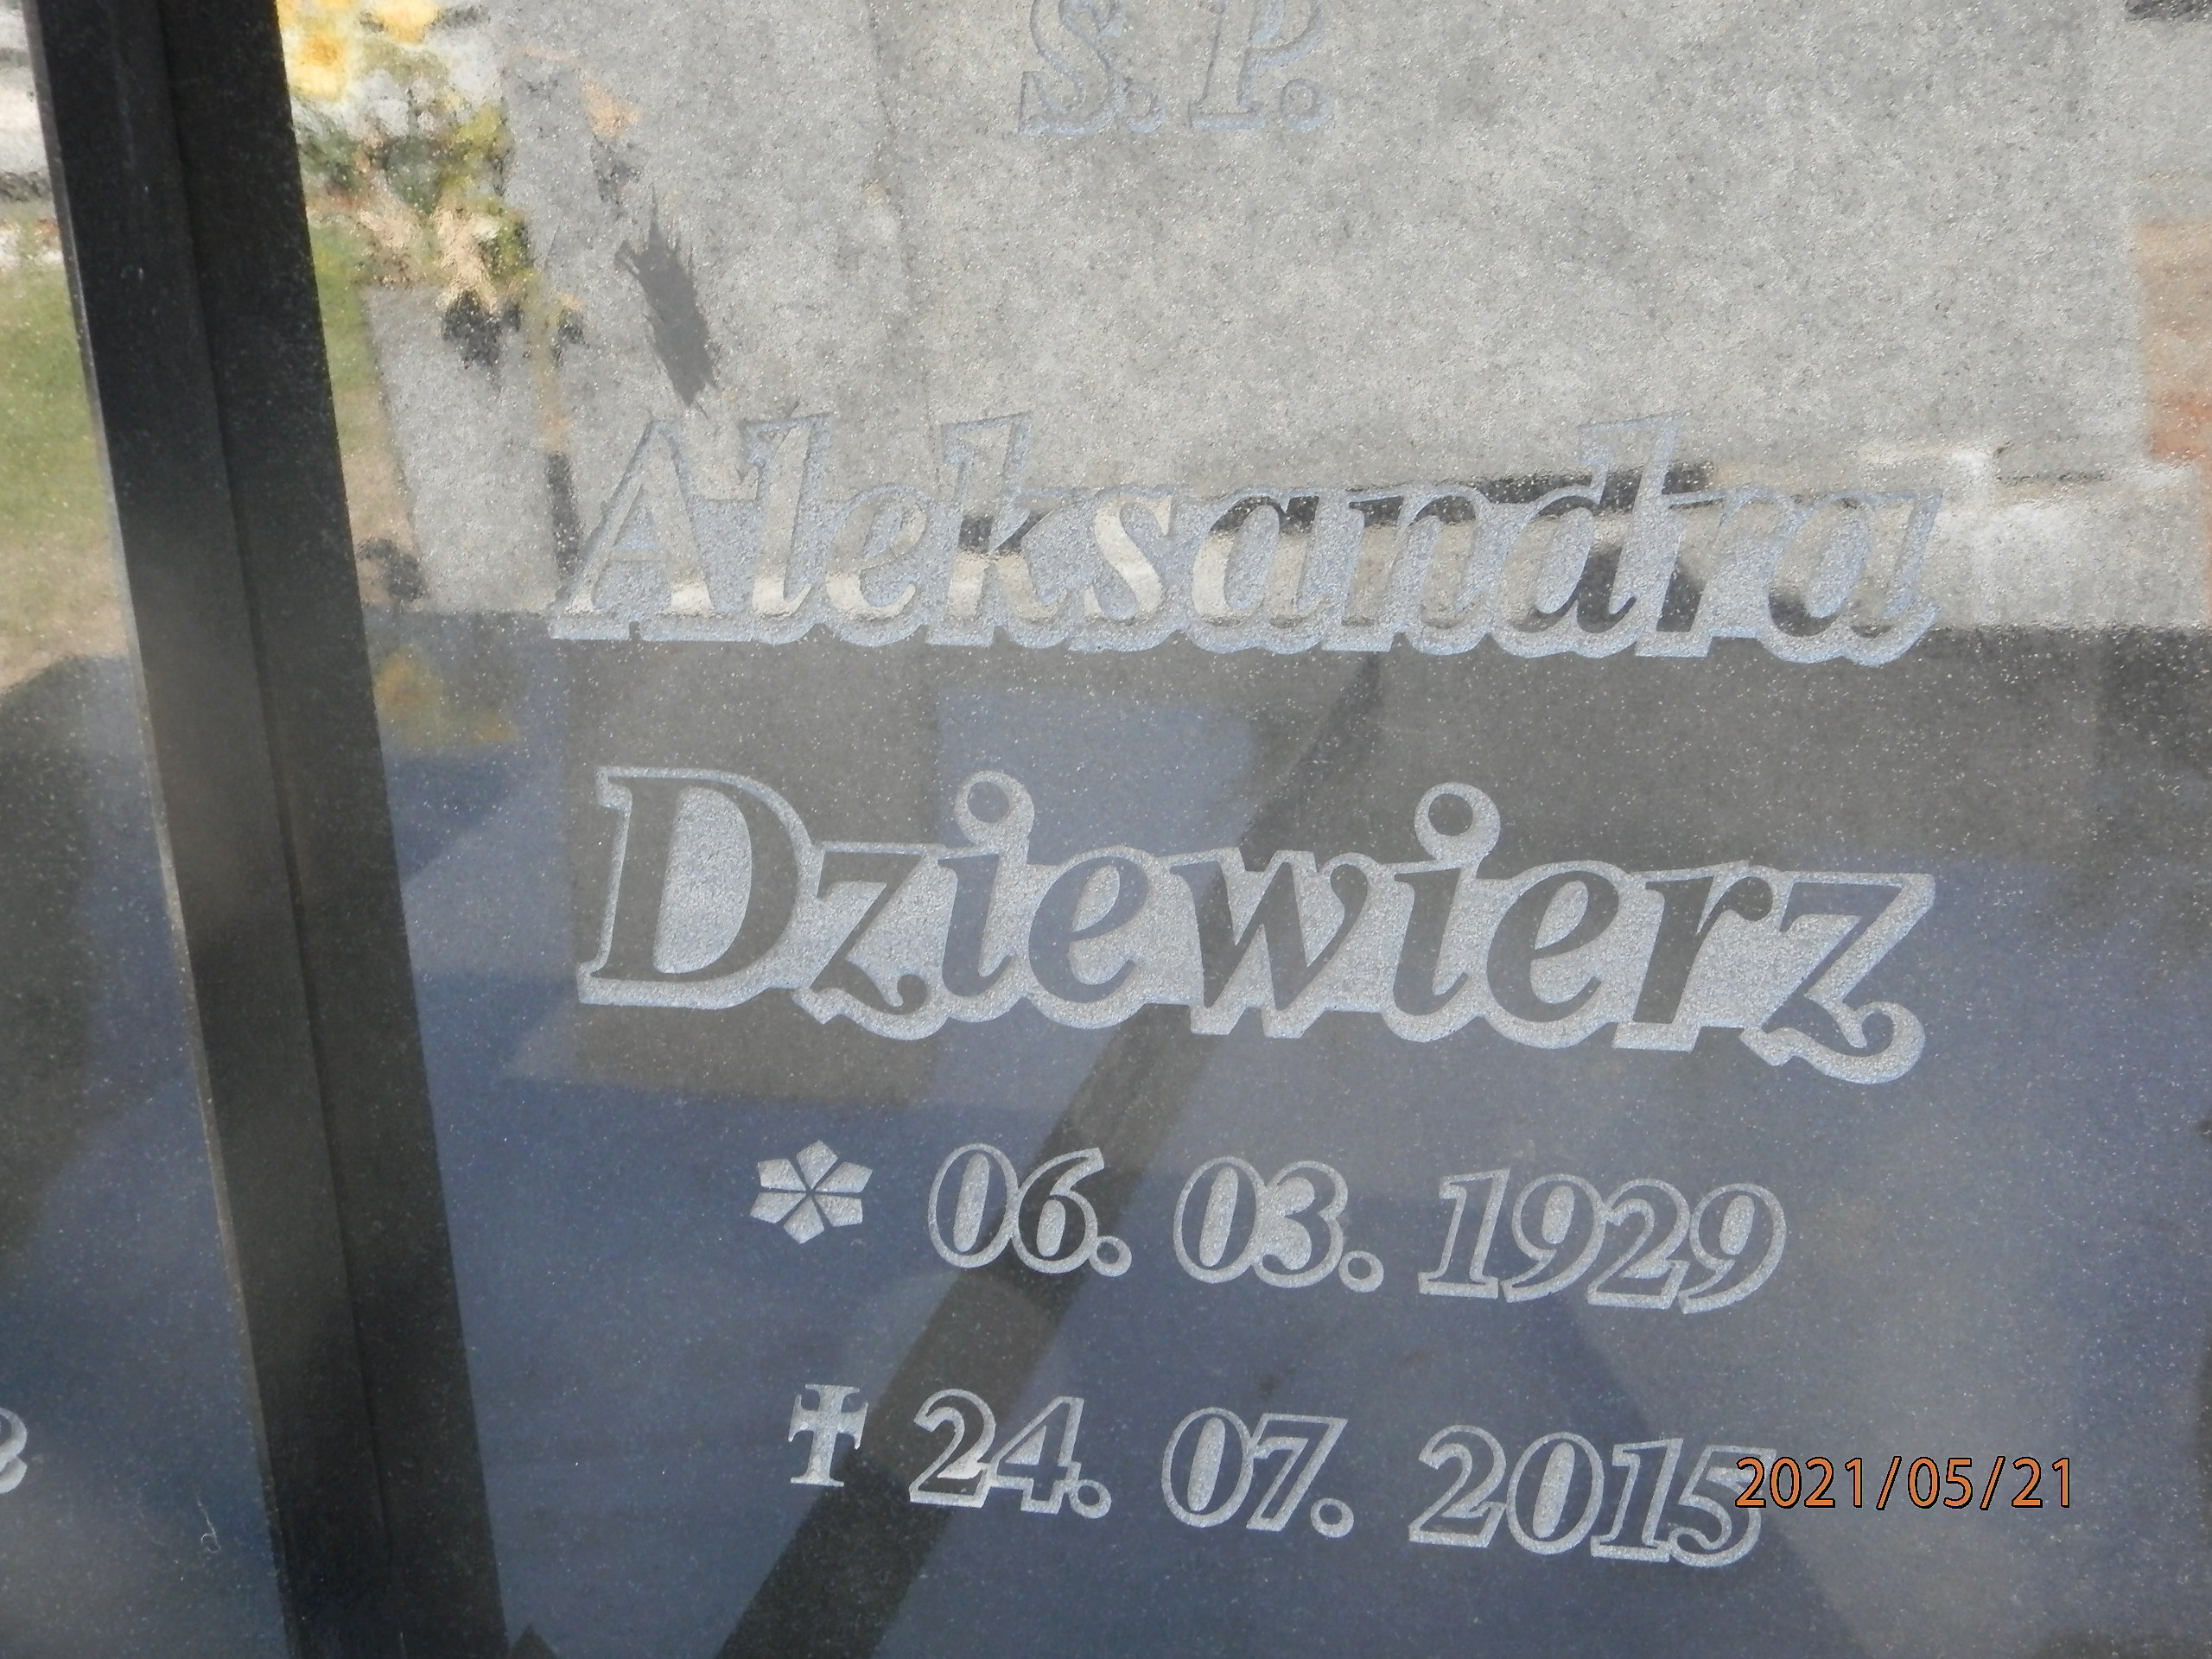 Ś. P.
Aleksandra
Dziewierz
* 06. 03. 1929
✝ 24. 07. 2015
2021/05/21